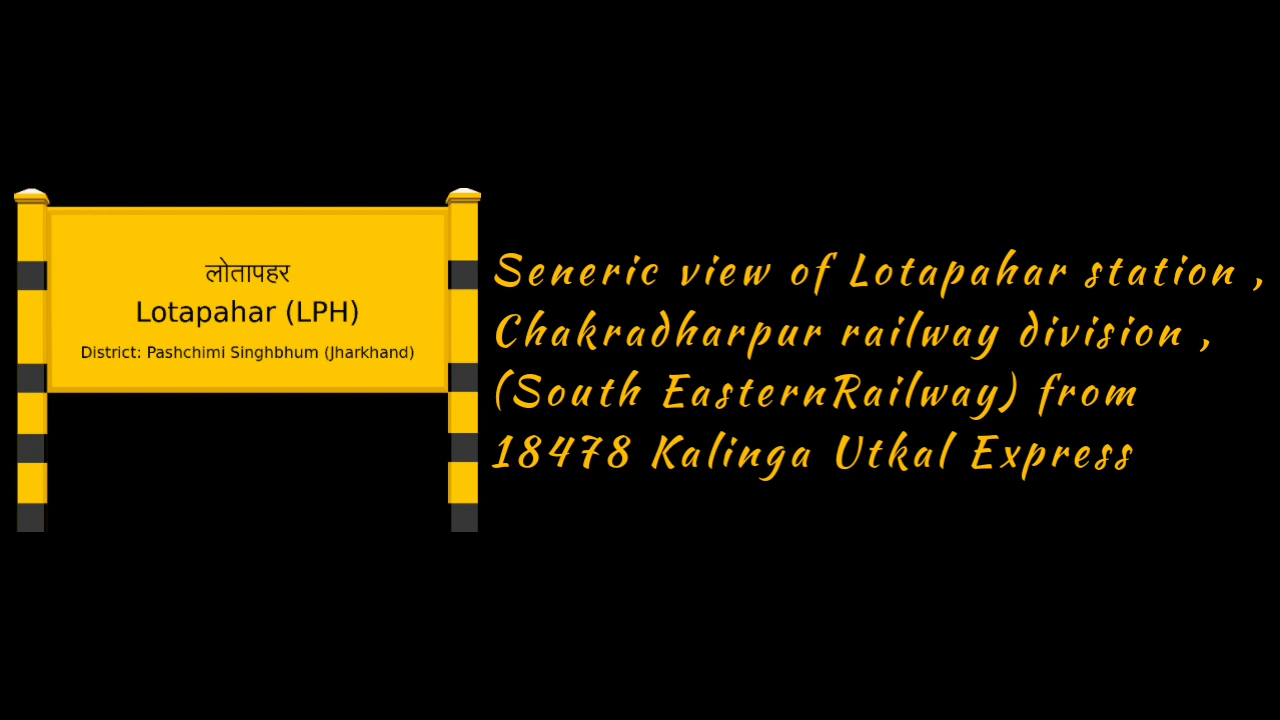 लोतापहर
Lotapahar (LPH)
District: Pashchimi Singhbhum (Jharkhand)
Seneric view of Lotapahar station ,
Chakradharpur railway division ,
(South EasternRailway) from
18478 Kalinga Utkal Express